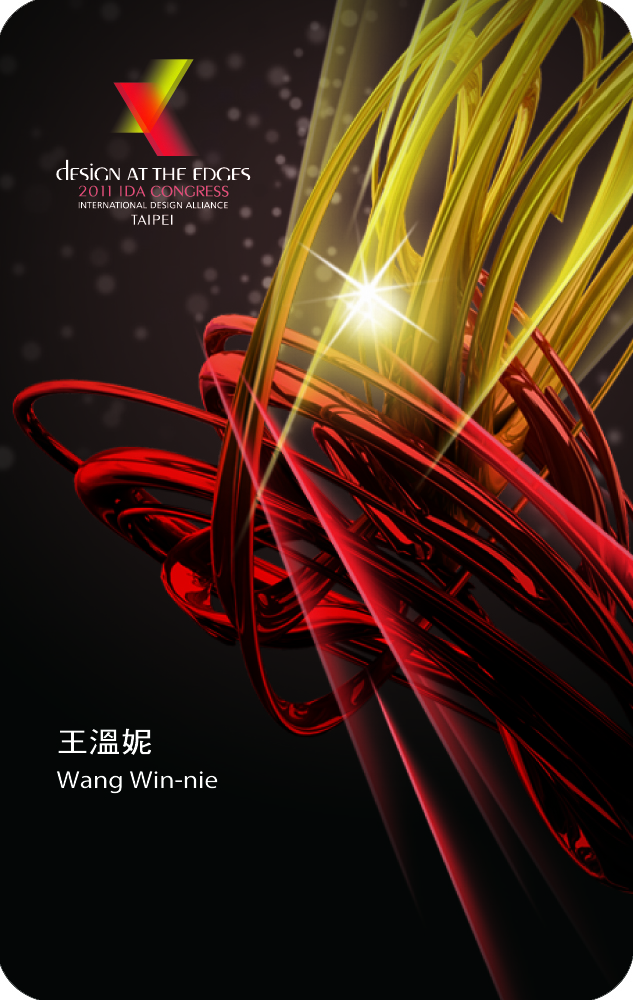 design at the edges
2011 IDA CONGRESS
INTERNATIONAL DESIGN ALLIANCE
TAIPEI
王溫妮
Wang Win-nie